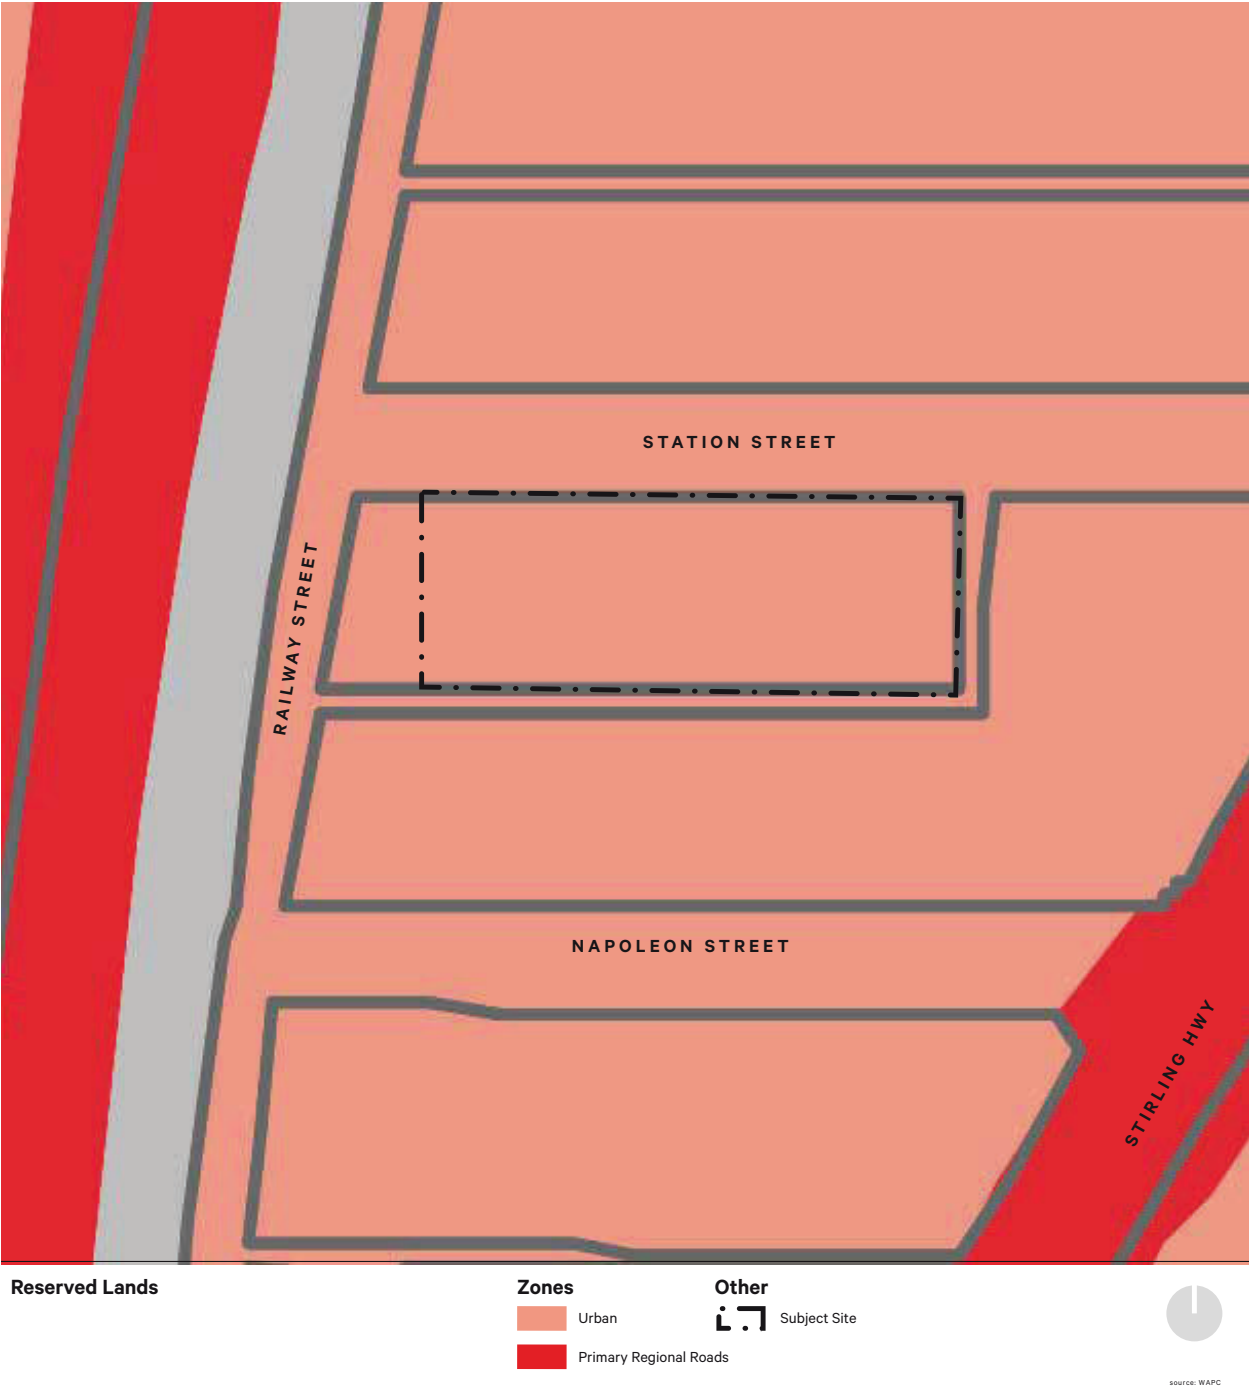 STATION STREET
RAILWAY STREET
NAPOLEON STREET
STIRLING HWY
Reserved Lands
Zones
Urban
Primary Regional Roads
Other
Subject Site
source: WAPC